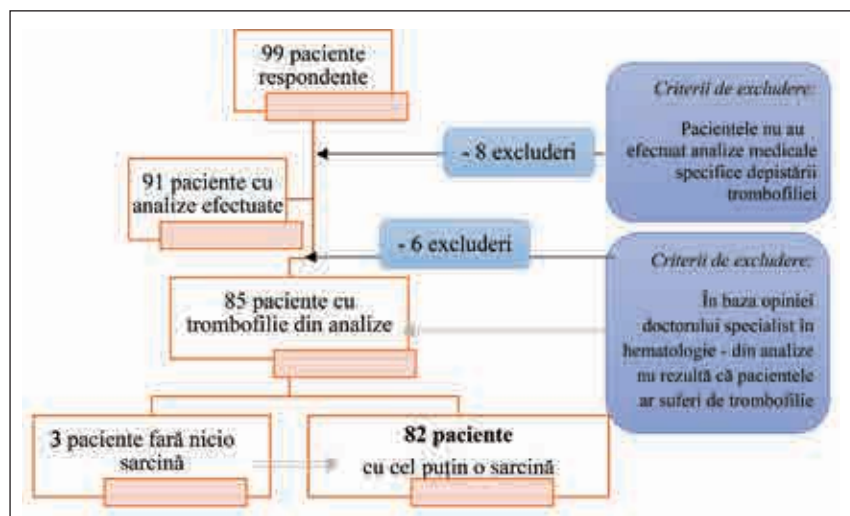 99 paciente
respondente
Criterii de excludere:
Pacientele nu au
efectuat analize medicale
specifice depistării
trombofiliei
- 8 excluderi
91 paciente cu
analize efectuate
- 6 excluderi
Criterii de excludere:
În baza opiniei
doctorului specialist în
hematologie - din analize
nu rezultă că pacientele
ar suferi de trombofilie
85 paciente cu
trombofilie din analize
3 paciente fară nicio
sarcină
82 paciente
cu cel puțin o sarcină